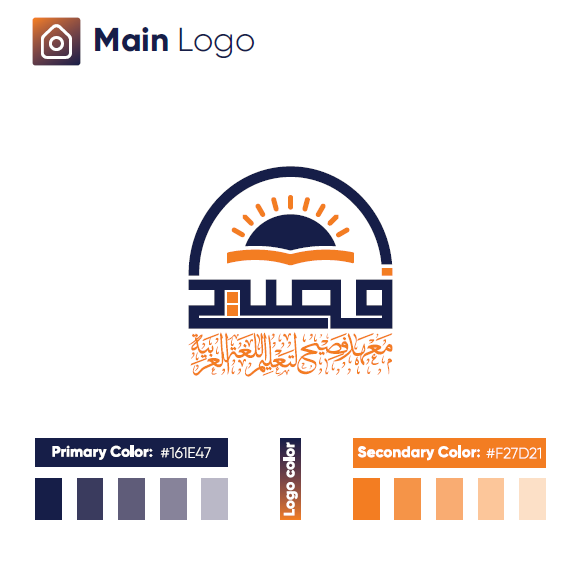 Main Logo
فصيح
معهد فصيح لتعليم اللغة العربية
Primary Color: #161E47
Logo color
Secondary Color: #F27D21